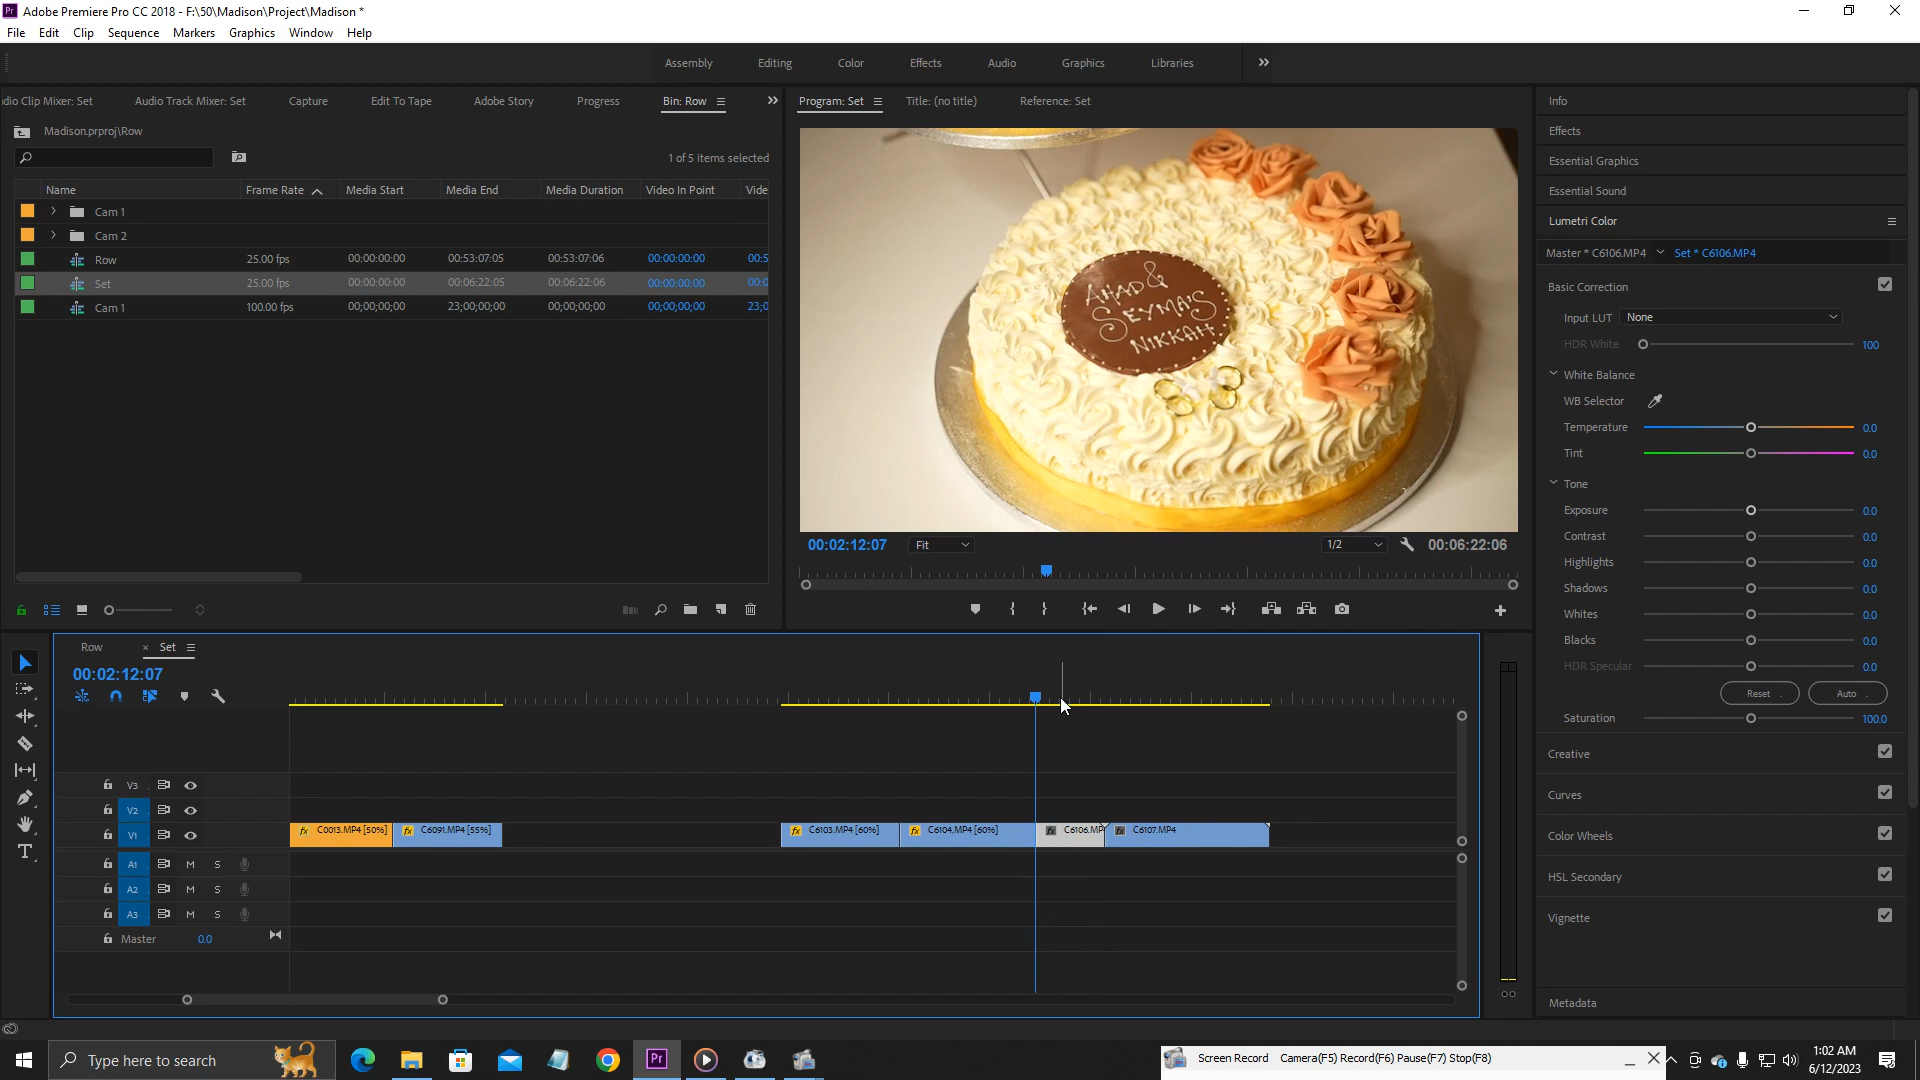 Adobe Premiere Pro CC 2018 - F:\50\Madison\Project\Madison *
File Edit Clip Sequence Markers Graphics Window Help
Assembly Editing Color Effects Audio Graphics Libraries
dio Clip Mixer: Set Audio Track Mixer: Set Capture Edit To Tape Adobe Story Progress Bin: Row
Madison.prproj\Row
1 of 5 items selected
Name Frame Rate Media Start Media End Media Duration Video In Point Vide
Cam 1
Cam 2
Row 25.00 fps 00:00:00:00 00:53:07:05 00:53:07:06 00:00:00:00 00:5
Set 25.00 fps 00:00:00:00 00:06:22:05 00:06:22:06 00:00:00:00 00:0
Cam 1 100.00 fps 00;00;00;00 23;00;00;00 00;00;00;00 00;00;00;00 23;0
Program: Set Title: (no title) Reference: Set
AHAD &
SEYMA'S
NIKKAH
00:02:12:07 Fit 1/2 00:06:22:06
Info
Effects
Essential Graphics
Essential Sound
Lumetri Color
Master * C6106.MP4 Set * C6106.MP4
Basic Correction
Input LUT None
HDR White 100
White Balance
WB Selector
Temperature 0.0
Tint 0.0
Tone
Exposure 0.0
Contrast 0.0
Highlights 0.0
Shadows 0.0
Whites 0.0
Blacks 0.0
HDR Specular 0.0
Reset Auto
Saturation 100.0
Creative
Curves
Color Wheels
HSL Secondary
Vignette
Metadata
Row × Set
00:02:12:07
V3
V2
V1 C0013.MP4 [50%] C6091.MP4 [55%] C6103.MP4 [60%] C6104.MP4 [60%] C6106.MP C6107.MP4
A1 M S
A2 M S
A3 M S
Master 0.0
Type here to search
Pr
Screen Record Camera(F5) Record(F6) Pause(F7) Stop(F8)
1:02 AM
6/12/2023